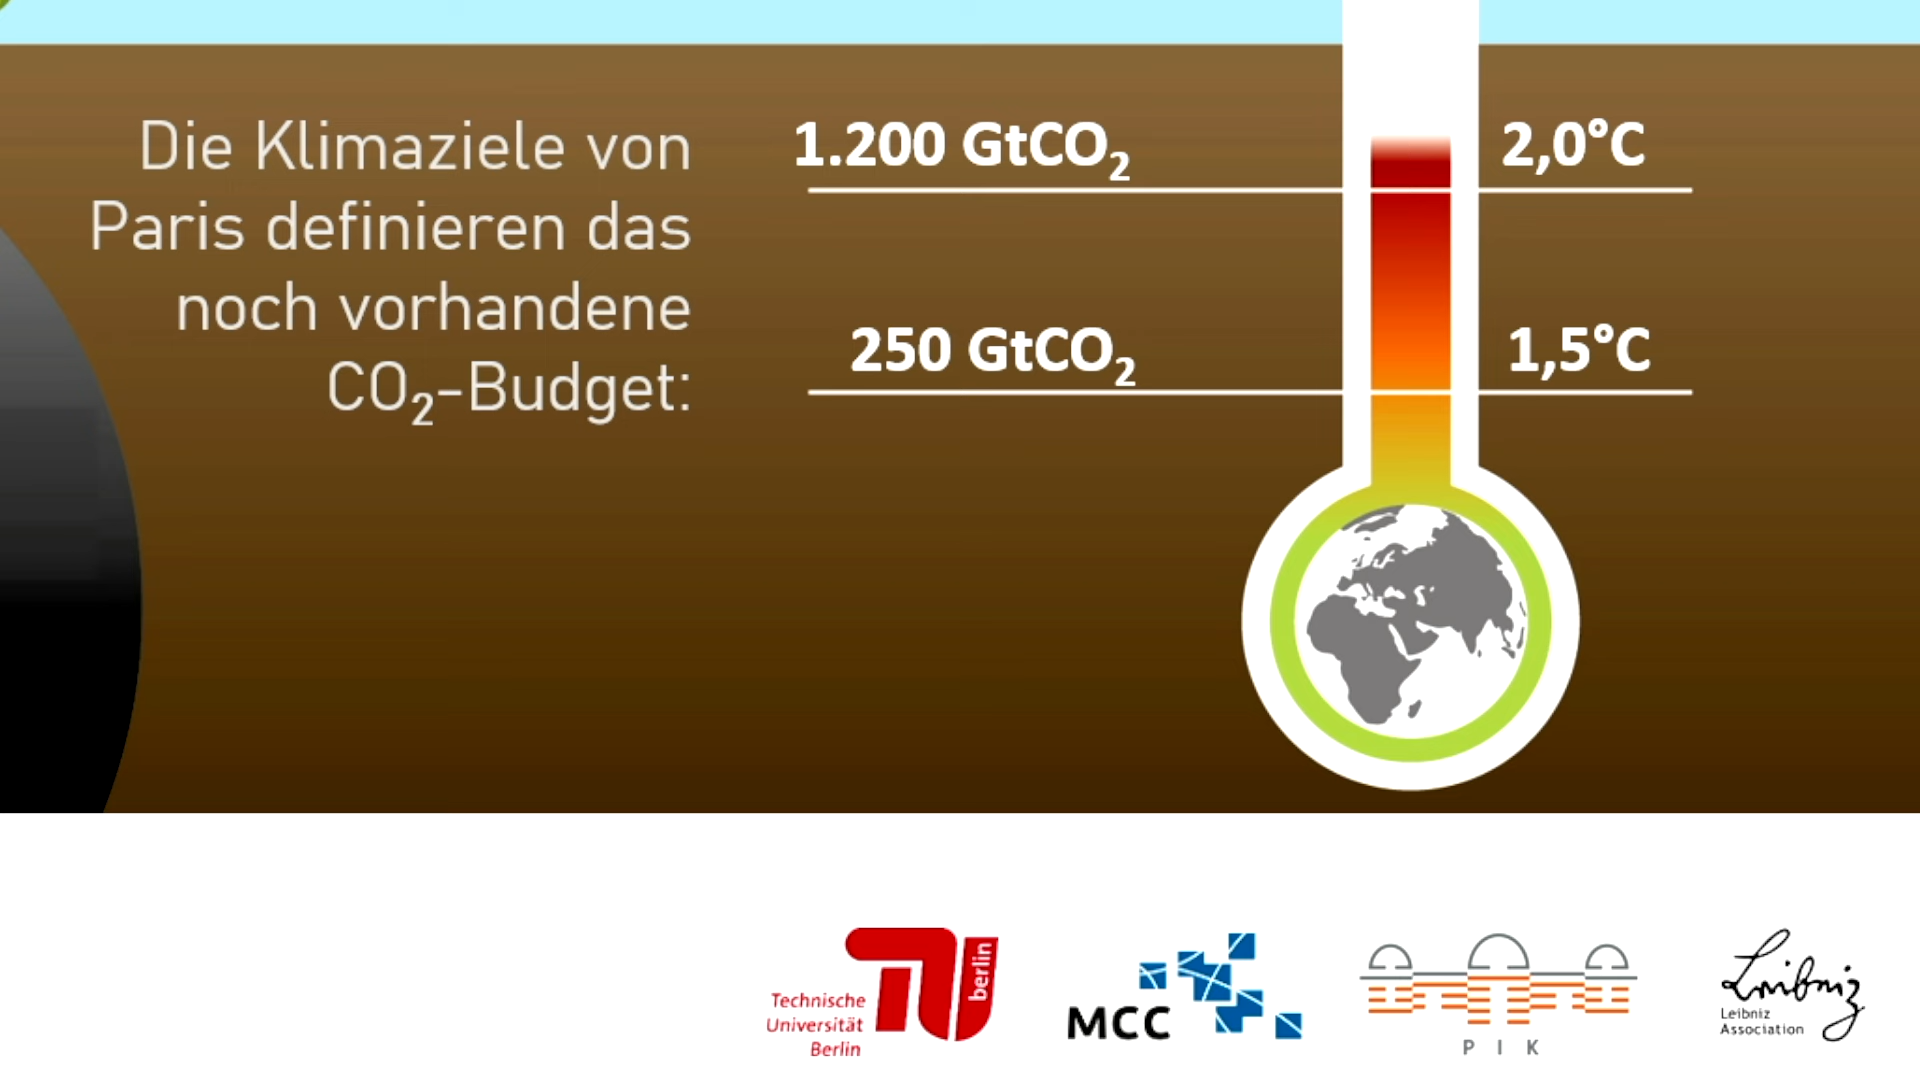 Die Klimaziele von
Paris definieren das
noch vorhandene
CO₂-Budget:
1.200 GtCO₂ 2,0°C
250 GtCO₂ 1,5°C
Technische
Universität
Berlin
berlin
MCC
PIK
Leibniz
Leibniz
Association